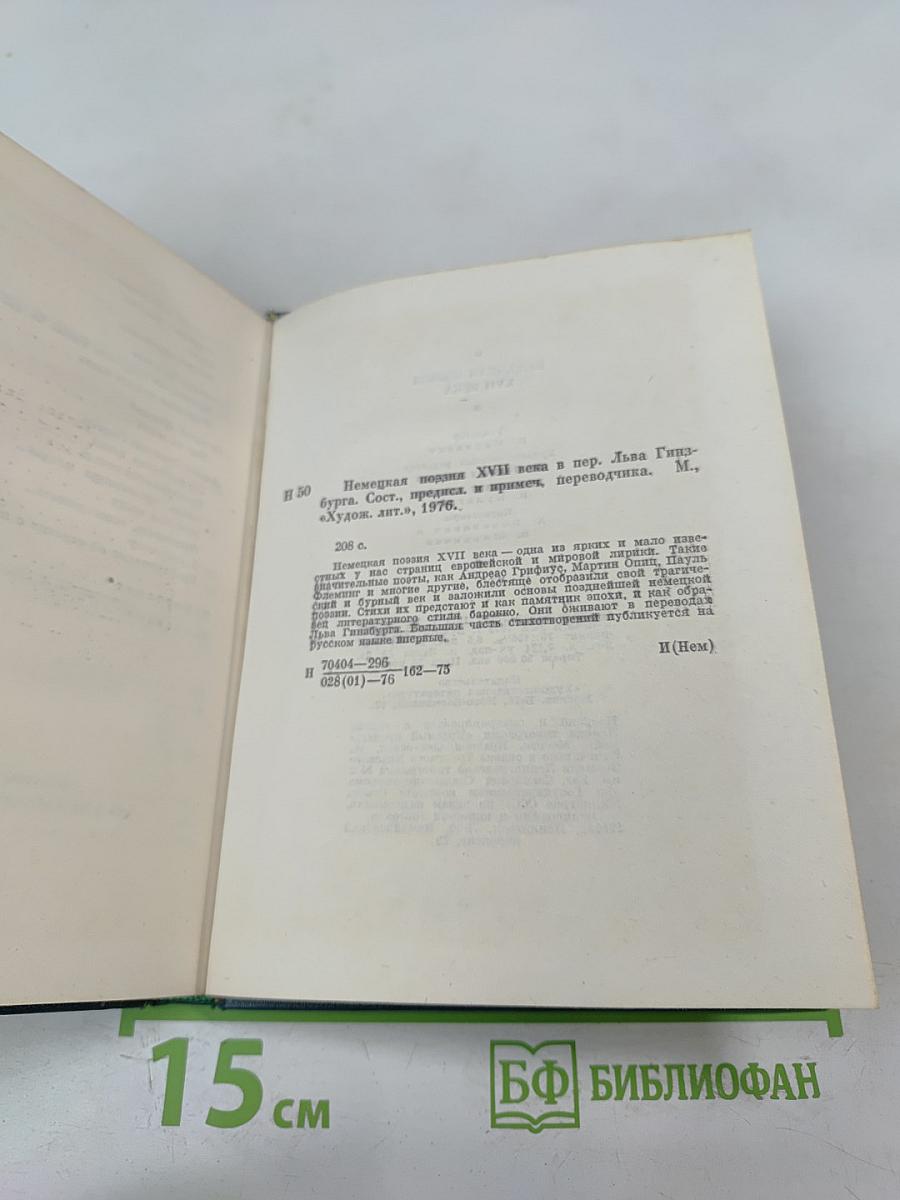 Н 50
Немецкая поэзия XVII века в пер. Льва Гинз-
бурга. Сост., предисл. и примеч. переводчика. М.,
«Худож. лит.», 1976.
208 с.
Немецкая поэзия XVII века — одна из ярких и мало изве-
стных у нас страниц европейской и мировой лирики. Такие
значительные поэты, как Андреас Грифиус, Мартин Опиц, Пауль
Флеминг и многие другие, блестяще отобразили свой трагиче-
ский и бурный век и заложили основы позднейшей немецкой
поэзии. Стихи их предстают и как памятник эпохи, и как обра-
зец литературного стиля барокко. Они оживают в переводах
Льва Гинзбурга. Большая часть стихотворений публикуется на
русском языке впервые.
Н 70404—296
028(01)—76 162—75
И(Нем)
15 см
БФ БИБЛИОФАН